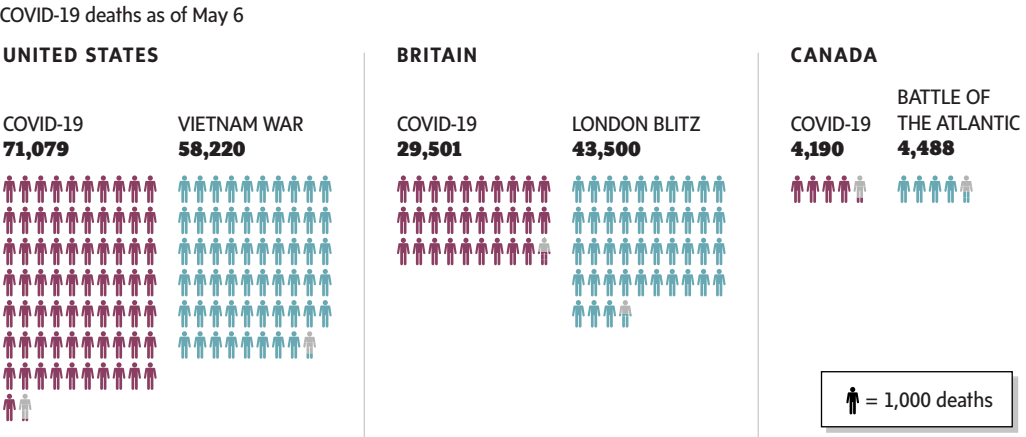 COVID-19 deaths as of May 6
UNITED STATES
COVID-19
71,079
VIETNAM WAR
58,220
BRITAIN
COVID-19
29,501
LONDON BLITZ
43,500
CANADA
COVID-19
4,190
BATTLE OF
THE ATLANTIC
4,488
= 1,000 deaths